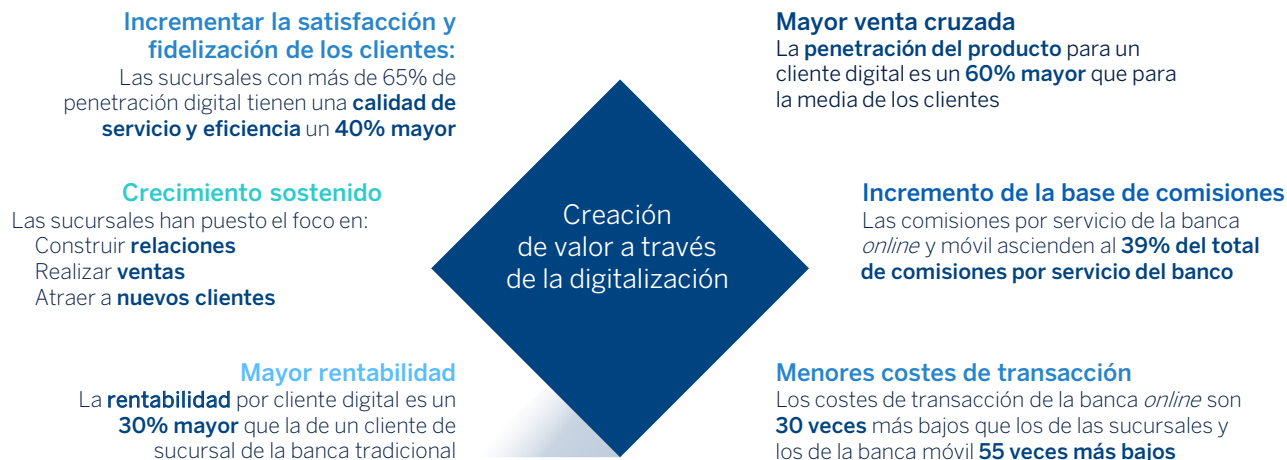 Incrementar la satisfacción y
fidelización de los clientes:
Las sucursales con más de 65% de
penetración digital tienen una calidad de
servicio y eficiencia un 40% mayor
Crecimiento sostenido
Las sucursales han puesto el foco en:
Construir relaciones
Realizar ventas
Atraer a nuevos clientes
Mayor rentabilidad
La rentabilidad por cliente digital es un
30% mayor que la de un cliente de
sucursal de la banca tradicional
Creación
de valor a través
de la digitalización
Mayor venta cruzada
La penetración del producto para un
cliente digital es un 60% mayor que para
la media de los clientes
Incremento de la base de comisiones
Las comisiones por servicio de la banca
online y móvil ascienden al 39% del total
de comisiones por servicio del banco
Menores costes de transacción
Los costes de transacción de la banca online son
30 veces más bajos que los de las sucursales y
los de la banca móvil 55 veces más bajos